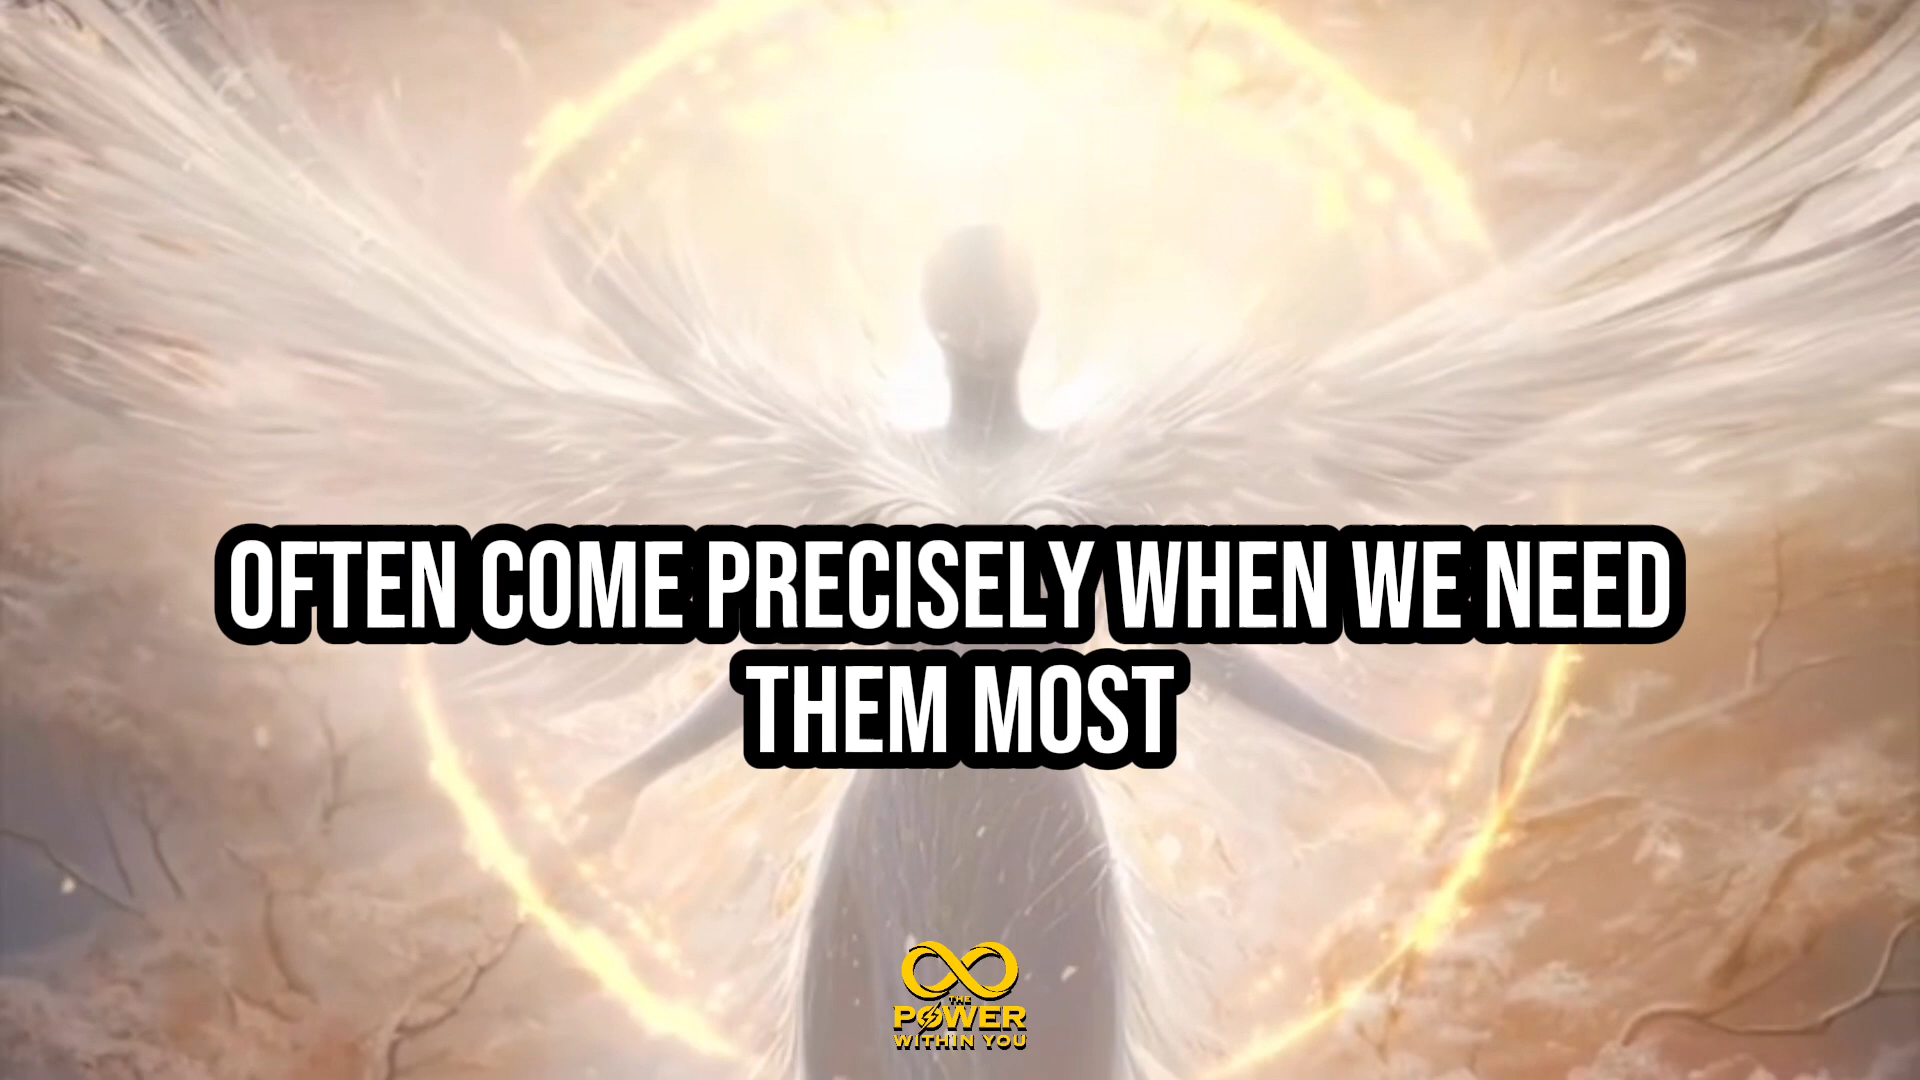 OFTEN COME PRECISELY WHEN WE NEED
THEM MOST
THE
POWER
WITHIN YOU